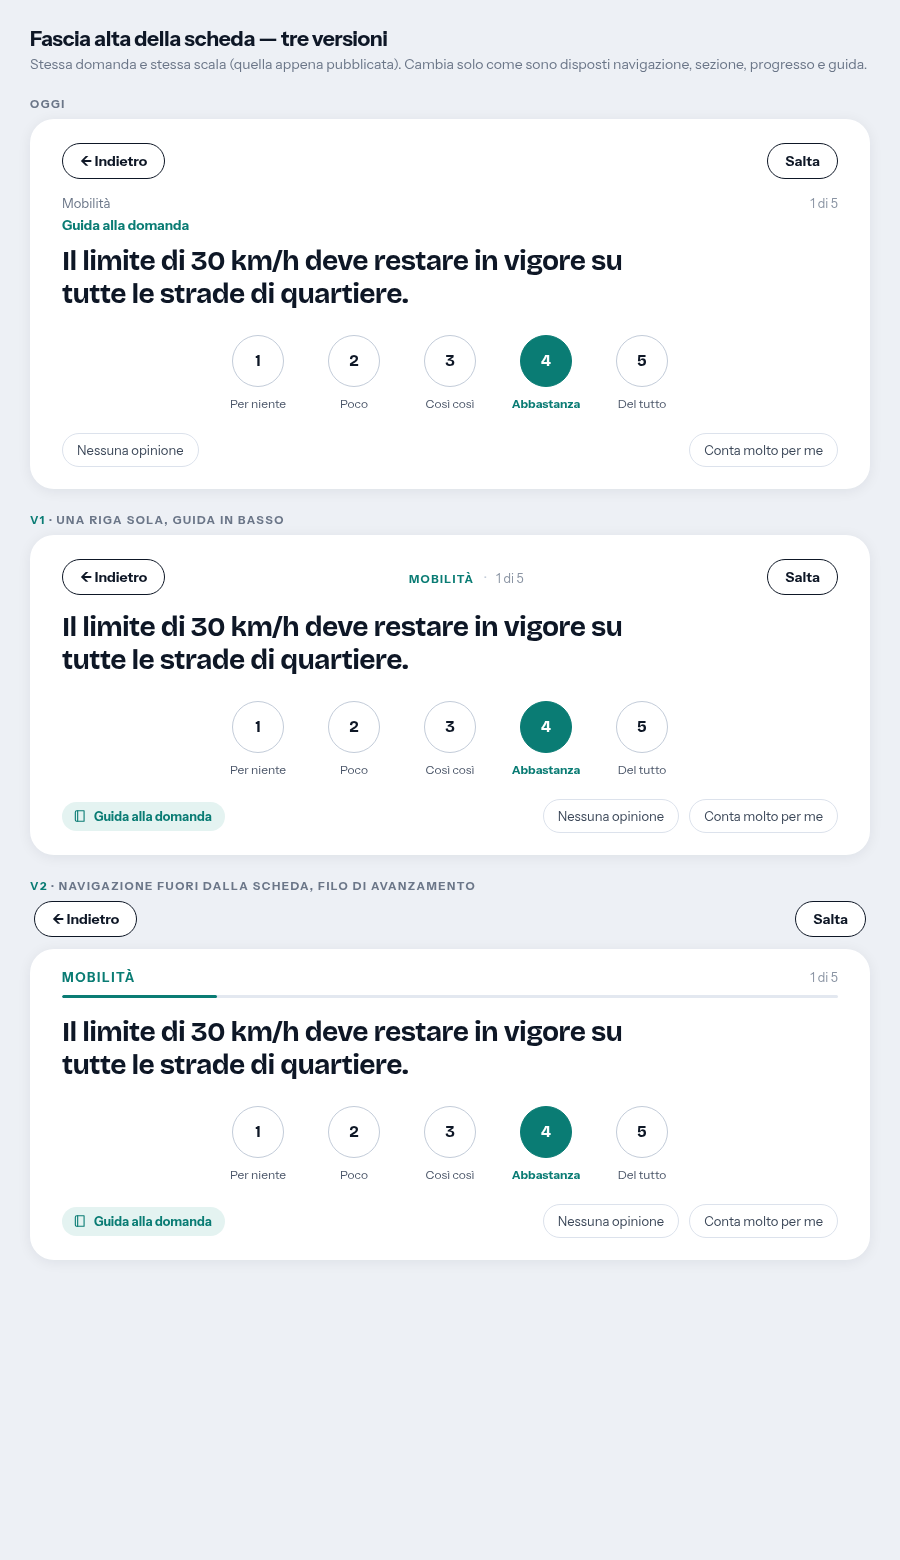 Fascia alta della scheda — tre versioni
Stessa domanda e stessa scala (quella appena pubblicata). Cambia solo come sono disposti navigazione, sezione, progresso e guida.
OGGI
← Indietro
Salta
Mobilità
1 di 5
Guida alla domanda
Il limite di 30 km/h deve restare in vigore su
tutte le strade di quartiere.
1 2 3 4 5
Per niente Poco Così così Abbastanza Del tutto
Nessuna opinione
Conta molto per me
V1 · UNA RIGA SOLA, GUIDA IN BASSO
← Indietro
MOBILITÀ · 1 di 5
Salta
Il limite di 30 km/h deve restare in vigore su
tutte le strade di quartiere.
1 2 3 4 5
Per niente Poco Così così Abbastanza Del tutto
Guida alla domanda
Nessuna opinione
Conta molto per me
V2 · NAVIGAZIONE FUORI DALLA SCHEDA, FILO DI AVANZAMENTO
← Indietro
Salta
MOBILITÀ
1 di 5
Il limite di 30 km/h deve restare in vigore su
tutte le strade di quartiere.
1 2 3 4 5
Per niente Poco Così così Abbastanza Del tutto
Guida alla domanda
Nessuna opinione
Conta molto per me